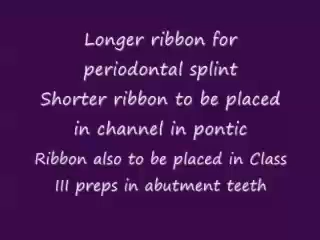 Longer ribbon for
periodontal splint
Shorter ribbon to be placed
in channel in pontic
Ribbon also to be placed in Class
III preps in abutment teeth